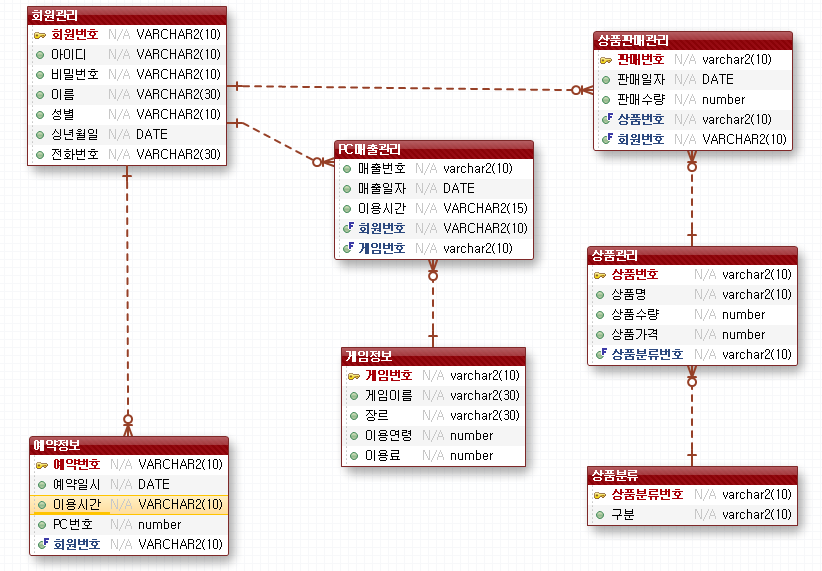 회원관리
회원번호 N/A VARCHAR2(10)
아이디 N/A VARCHAR2(10)
비밀번호 N/A VARCHAR2(10)
이름 N/A VARCHAR2(30)
성별 N/A VARCHAR2(10)
싱년월일 N/A DATE
전화번호 N/A VARCHAR2(30)
상품판매관리
판매번호 N/A varchar2(10)
판매일자 N/A DATE
판매수량 N/A number
상품번호 N/A varchar2(10)
회원번호 N/A VARCHAR2(10)
PC매출관리
매출번호 N/A varchar2(10)
매출일자 N/A DATE
이용시간 N/A VARCHAR2(15)
회원번호 N/A VARCHAR2(10)
게임번호 N/A varchar2(10)
상품관리
상품번호 N/A varchar2(10)
상품명 N/A varchar2(10)
상품수량 N/A number
상품가격 N/A number
상품분류번호 N/A varchar2(10)
게임정보
게임번호 N/A varchar2(10)
게임이름 N/A varchar2(30)
장르 N/A varchar2(30)
이용연령 N/A number
이용료 N/A number
예약정보
예약번호 N/A VARCHAR2(10)
예약일시 N/A DATE
이용시간 N/A VARCHAR2(10)
PC번호 N/A number
회원번호 N/A VARCHAR2(10)
상품분류
상품분류번호 N/A varchar2(10)
구분 N/A varchar2(10)